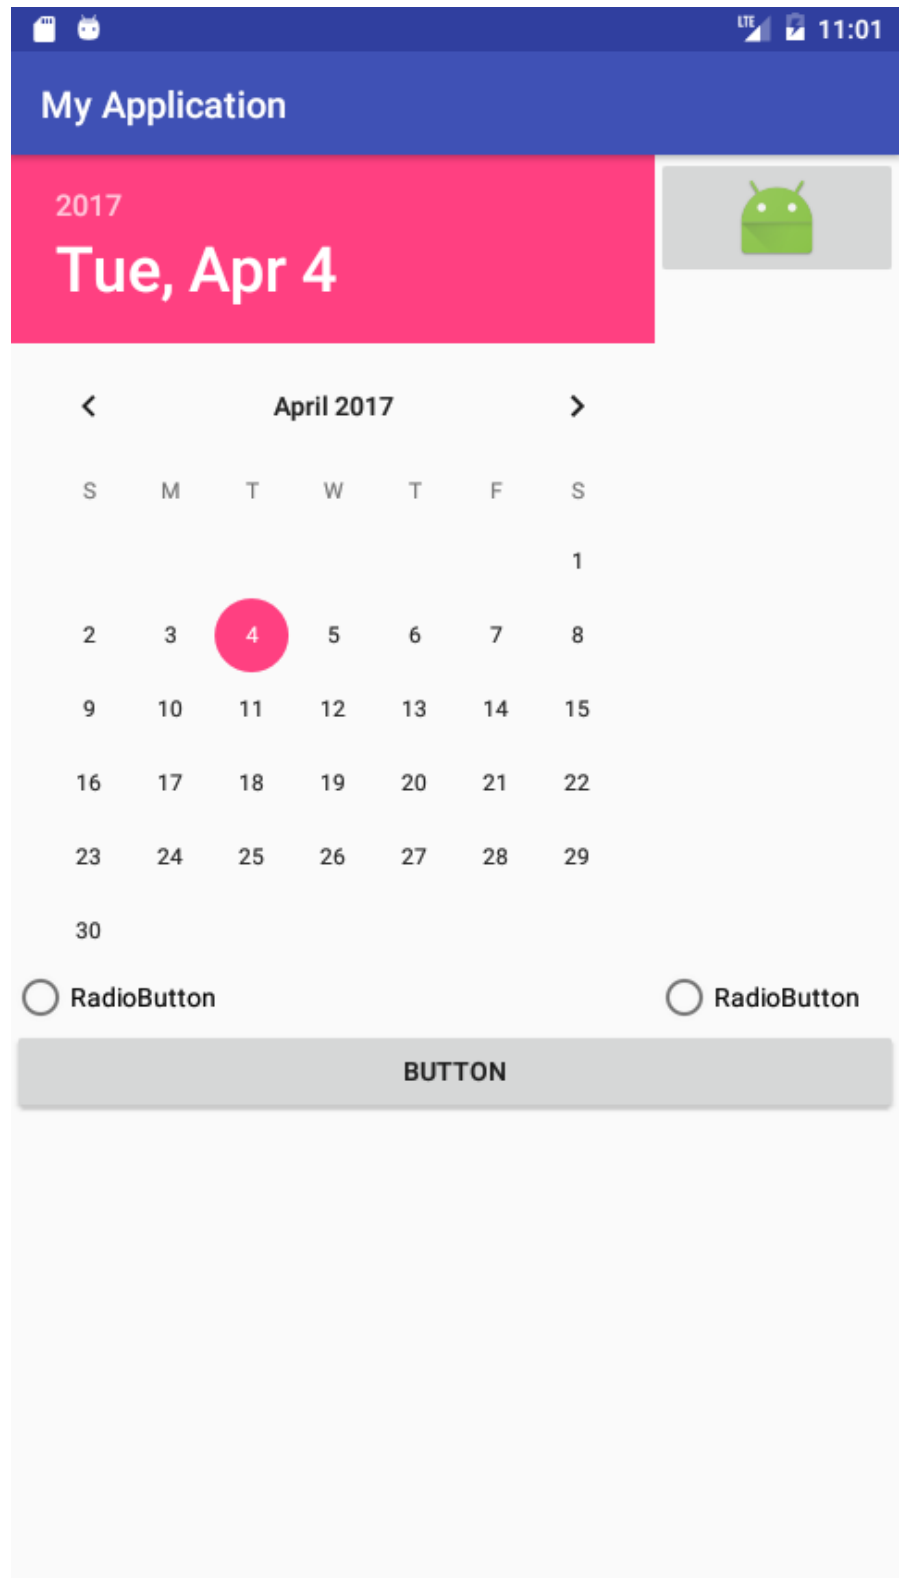 LTE 11:01
My Application
2017
Tue, Apr 4
April 2017
S M T W T F S
1
2 3 4 5 6 7 8
9 10 11 12 13 14 15
16 17 18 19 20 21 22
23 24 25 26 27 28 29
30
RadioButton RadioButton
BUTTON